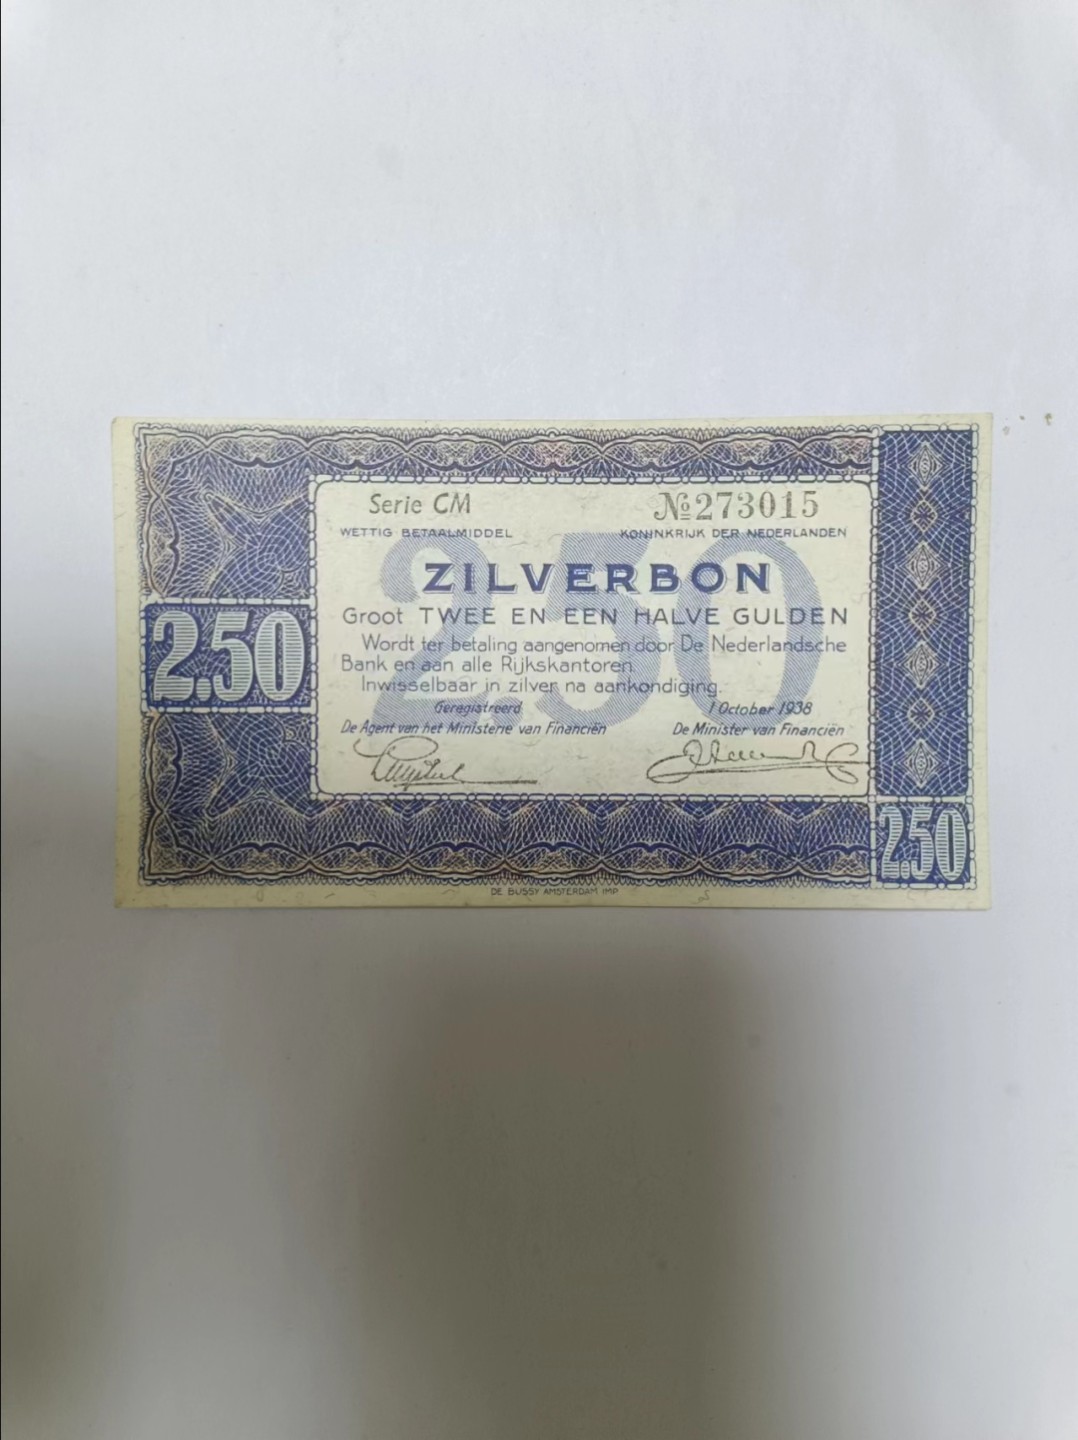 Serie CM
№273015
WETTIG BETAALMIDDEL
KONINKRIJK DER NEDERLANDEN
ZILVERBON
Groot TWEE EN EEN HALVE GULDEN
Wordt ter betaling aangenomen door De Nederlandsche
Bank en aan alle Rijkskantoren.
Inwisselbaar in zilver na aankondiging.
Geregistreerd
1 October 1938
De Agent van het Ministerie van Financiën
De Minister van Financiën
2.50
2.50
2.50
DE BUSSY AMSTERDAM IMP.